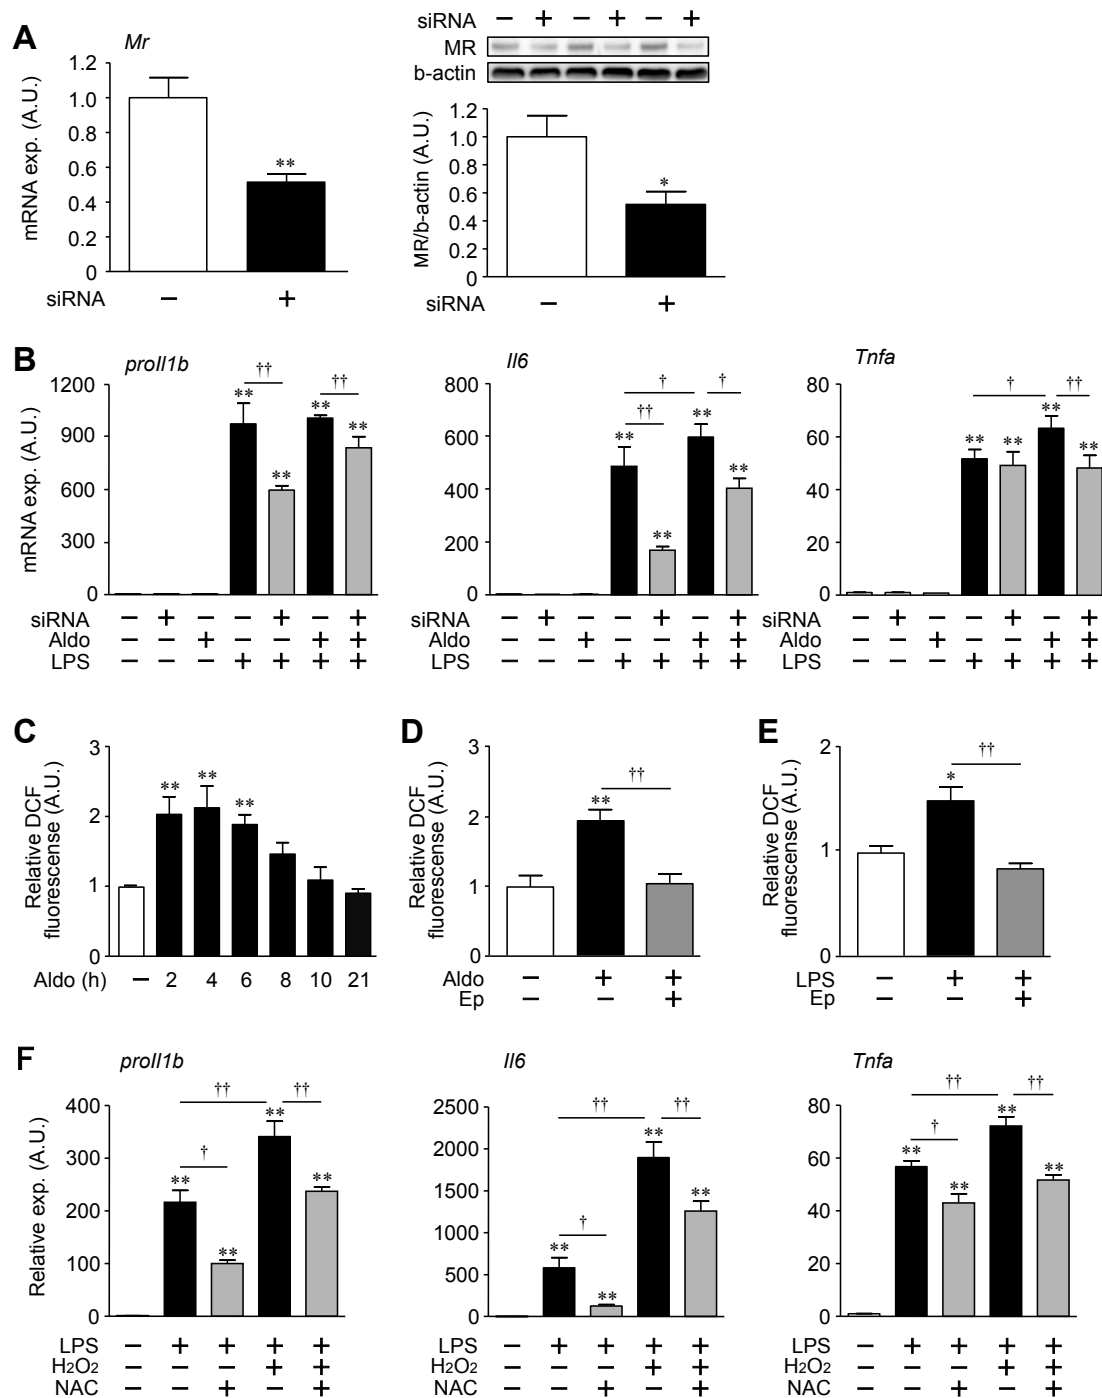 A
Mr
mRNA exp. (A.U.)
1.2
1.0
0.8
0.6
0.4
0.2
0
**
siRNA − +
siRNA − + − + − +
MR
b-actin
MR/b-actin (A.U.)
1.2
1.0
0.8
0.6
0.4
0.2
0
*
siRNA − +
B
proIl1b
mRNA exp. (A.U.)
1200
900
600
300
0
†† ††
** ** ** **
siRNA − + − − + − +
Aldo − − + − − + +
LPS − − − + + + +
Il6
800
600
400
200
0
† †
††
** ** ** **
− + − − + − +
− − + − − + +
− − − + + + +
Tnfa
80
60
40
20
0
† ††
** ** ** **
siRNA − + − − + − +
Aldo − − + − − + +
LPS − − − + + + +
C
Relative DCF
fluorescense (A.U.)
3
2
1
0
** ** **
Aldo (h) − 2 4 6 8 10 21
D
Relative DCF
fluorescense (A.U.)
3
2
1
0
††
**
Aldo − + +
Ep − − +
E
Relative DCF
fluorescense (A.U.)
2
1
0
††
*
LPS − + +
Ep − − +
F
proIl1b
Relative exp. (A.U.)
400
300
200
100
0
†† ††
†
** ** ** **
LPS − + + + +
H2O2 − − − + +
NAC − − + − +
Il6
2500
2000
1500
1000
500
0
†† ††
†
** ** ** **
LPS − + + + +
H2O2 − − − + +
NAC − − + − +
Tnfa
80
60
40
20
0
†† ††
†
** ** ** **
LPS − + + + +
H2O2 − − − + +
NAC − − + − +